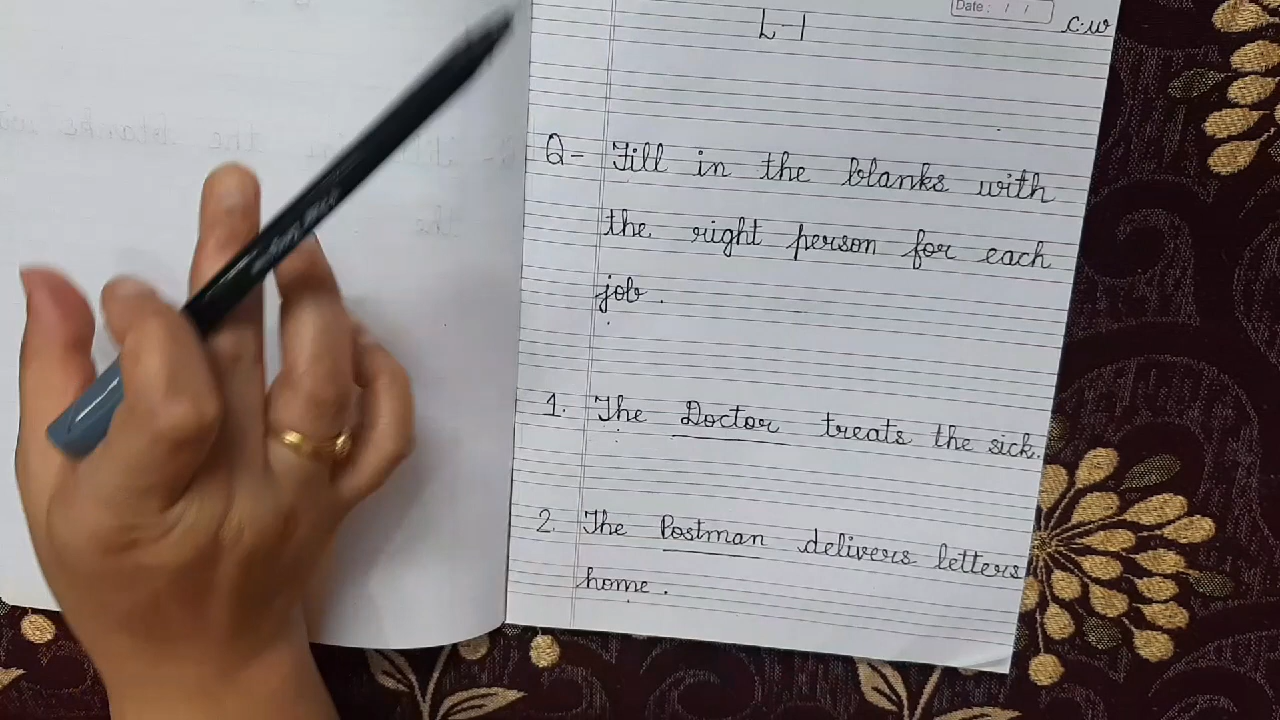 Date: / /
C.W
L-1
Q- Fill in the blanks with
the right person for each
job.
1. The Doctor treats the sick.
2. The Postman delivers letters
home.